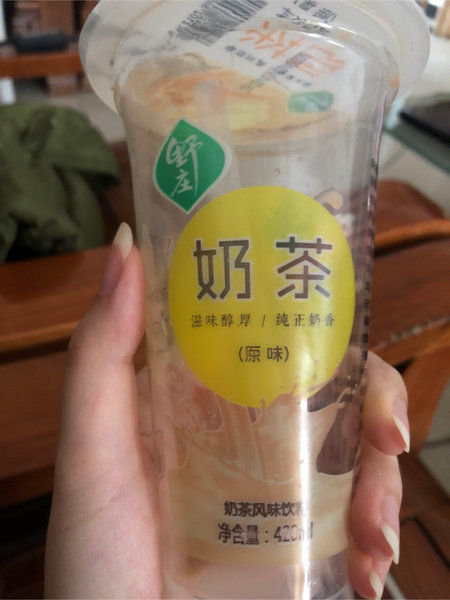 野庄
奶茶
滋味醇厚 / 纯正奶香
(原味)
奶茶风味饮料
净含量：420ml